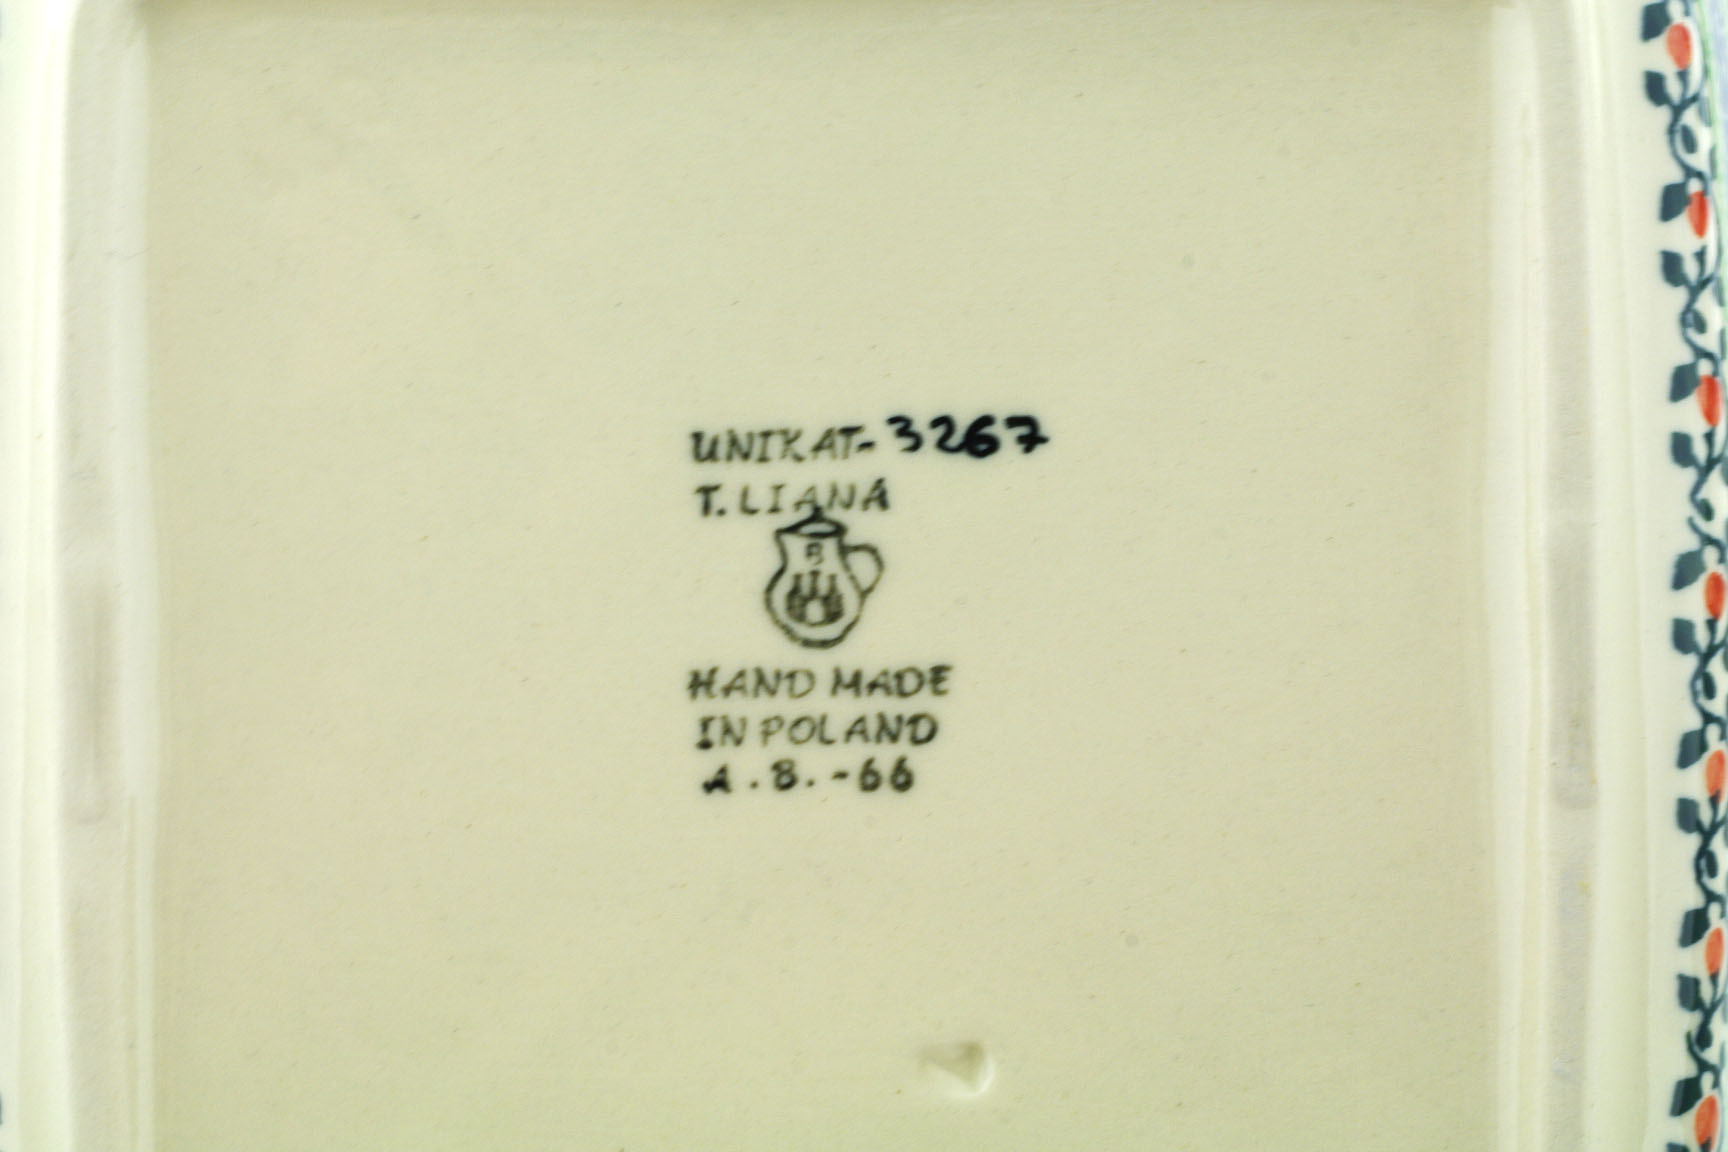 UNIKAT-3267
T. LIANA
HAND MADE
IN POLAND
A.B.-66